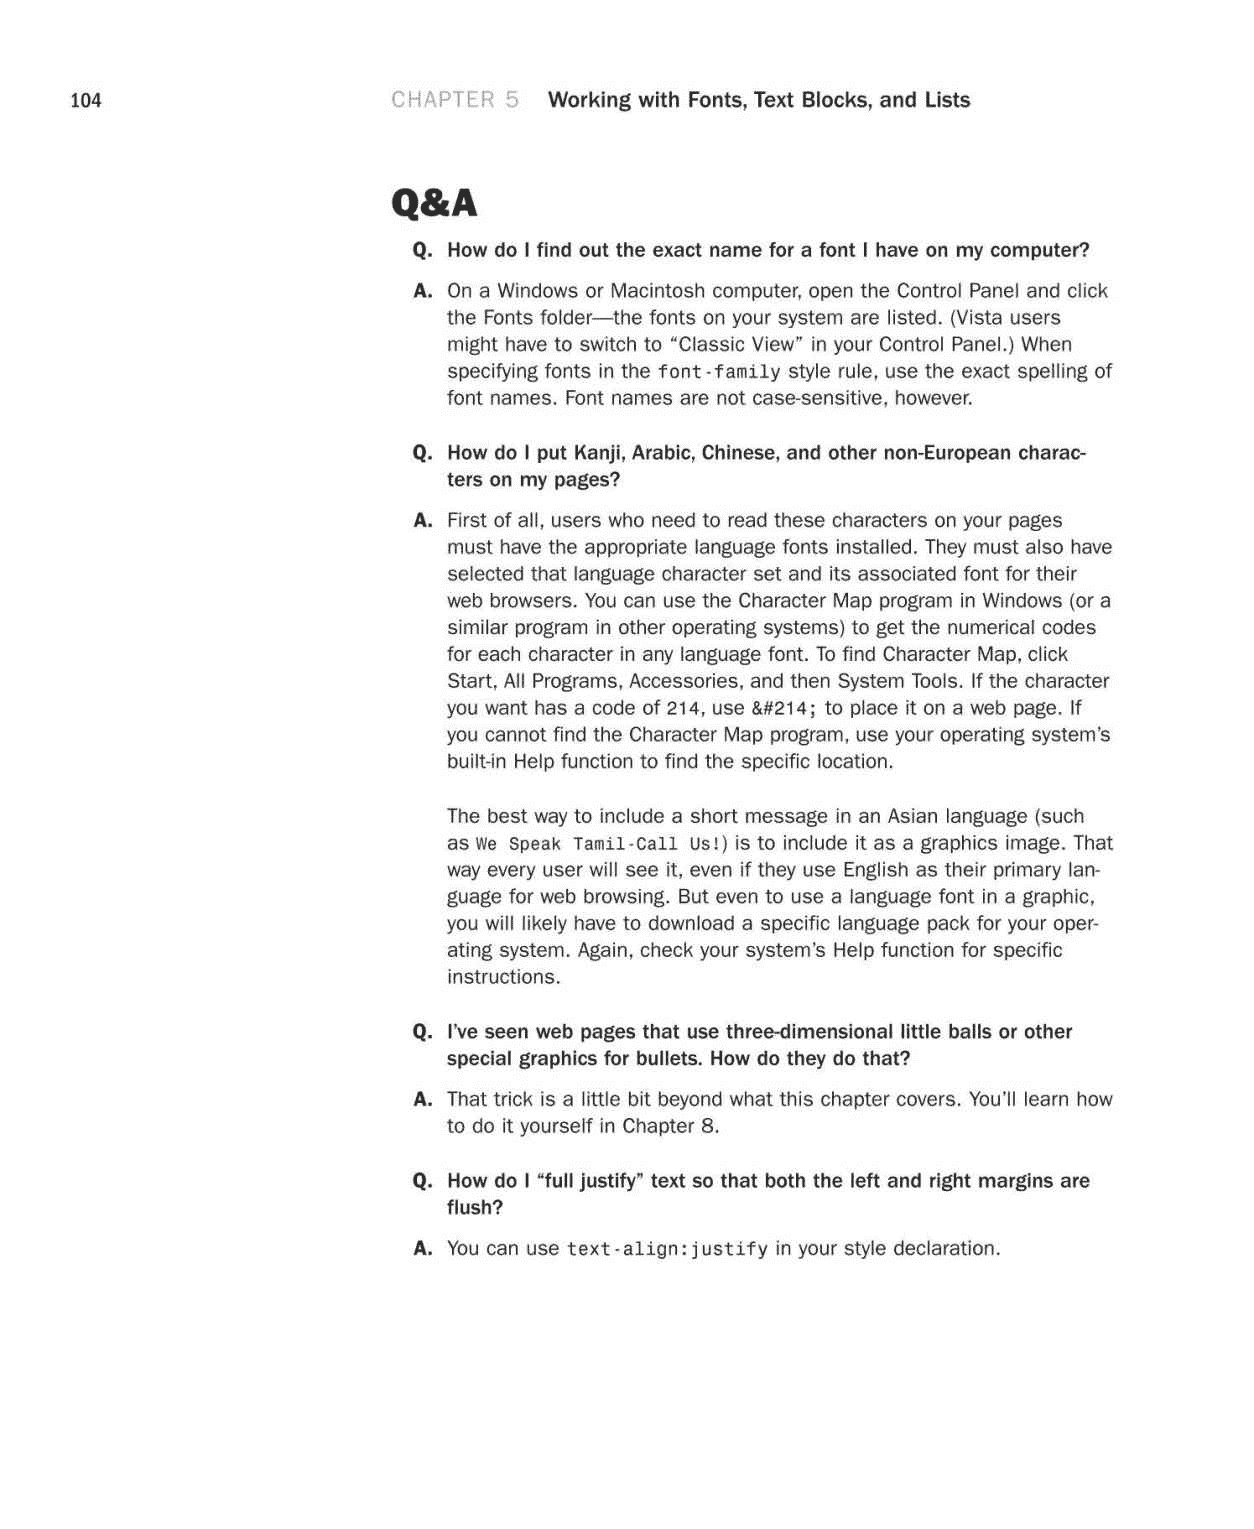 104 CHAPTER 5 Working with Fonts, Text Blocks, and Lists
Q&A
Q. How do I find out the exact name for a font I have on my computer?
A. On a Windows or Macintosh computer, open the Control Panel and click
the Fonts folder—the fonts on your system are listed. (Vista users
might have to switch to “Classic View” in your Control Panel.) When
specifying fonts in the font-family style rule, use the exact spelling of
font names. Font names are not case-sensitive, however.
Q. How do I put Kanji, Arabic, Chinese, and other non-European charac-
ters on my pages?
A. First of all, users who need to read these characters on your pages
must have the appropriate language fonts installed. They must also have
selected that language character set and its associated font for their
web browsers. You can use the Character Map program in Windows (or a
similar program in other operating systems) to get the numerical codes
for each character in any language font. To find Character Map, click
Start, All Programs, Accessories, and then System Tools. If the character
you want has a code of 214, use &#214; to place it on a web page. If
you cannot find the Character Map program, use your operating system’s
built-in Help function to find the specific location.
The best way to include a short message in an Asian language (such
as We Speak Tamil-Call Us!) is to include it as a graphics image. That
way every user will see it, even if they use English as their primary lan-
guage for web browsing. But even to use a language font in a graphic,
you will likely have to download a specific language pack for your oper-
ating system. Again, check your system’s Help function for specific
instructions.
Q. I’ve seen web pages that use three-dimensional little balls or other
special graphics for bullets. How do they do that?
A. That trick is a little bit beyond what this chapter covers. You’ll learn how
to do it yourself in Chapter 8.
Q. How do I “full justify” text so that both the left and right margins are
flush?
A. You can use text-align:justify in your style declaration.